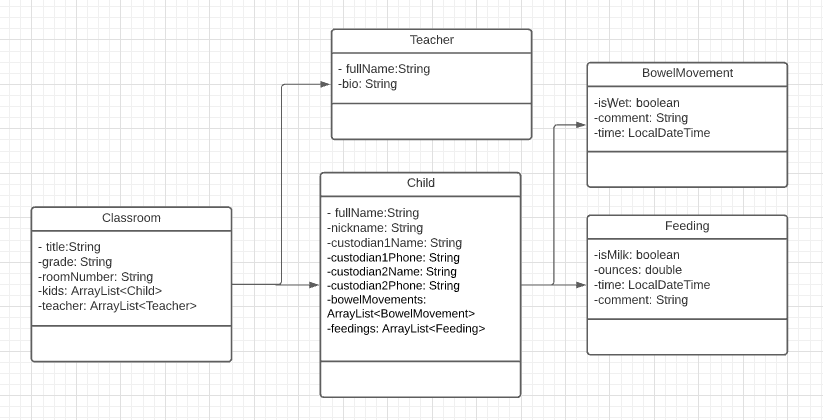 Teacher
- fullName:String
-bio: String
BowelMovement
-isWet: boolean
-comment: String
-time: LocalDateTime
Child
- fullName:String
-nickname: String
-custodian1Name: String
-custodian1Phone: String
-custodian2Name: String
-custodian2Phone: String
-bowelMovements:
ArrayList<BowelMovement>
-feedings: ArrayList<Feeding>
Classroom
- title:String
-grade: String
-roomNumber: String
-kids: ArrayList<Child>
-teacher: ArrayList<Teacher>
Feeding
-isMilk: boolean
-ounces: double
-time: LocalDateTime
-comment: String